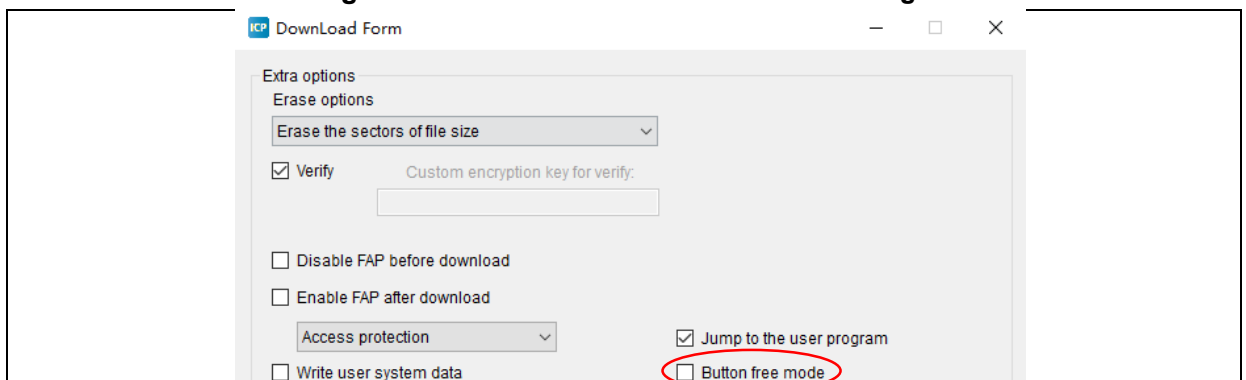 ICP DownLoad Form
Extra options
Erase options
Erase the sectors of file size
Verify Custom encryption key for verify:
Disable FAP before download
Enable FAP after download
Access protection Jump to the user program
Write user system data Button free mode